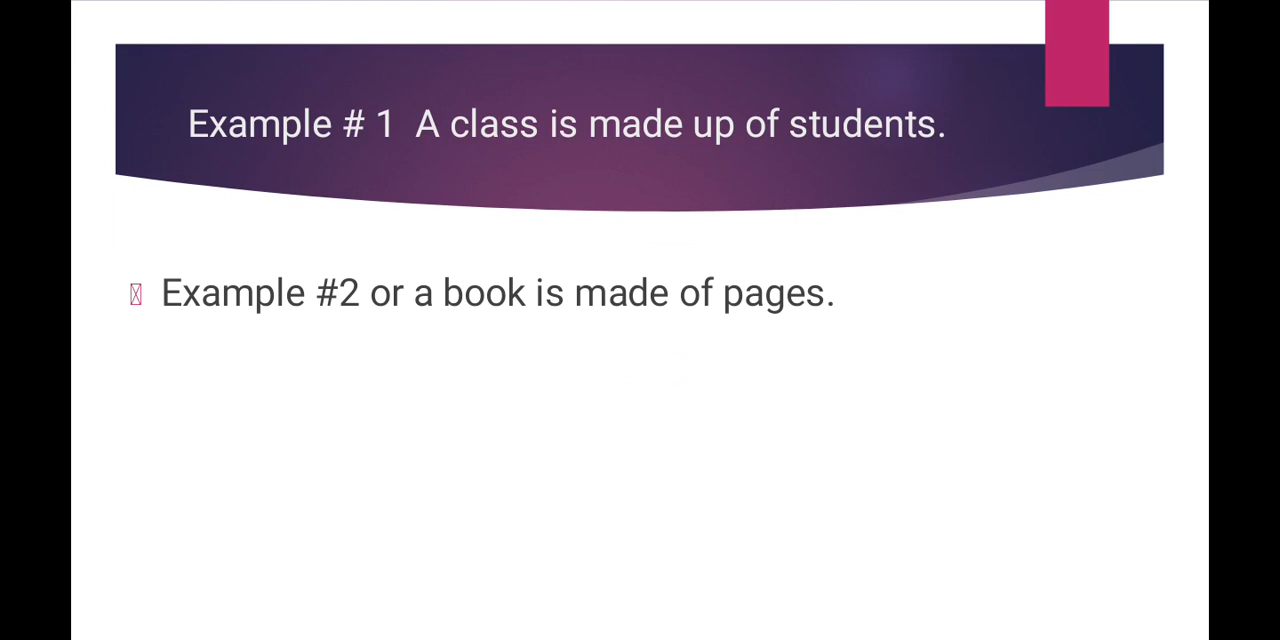 Example # 1  A class is made up of students.
Example #2 or a book is made of pages.